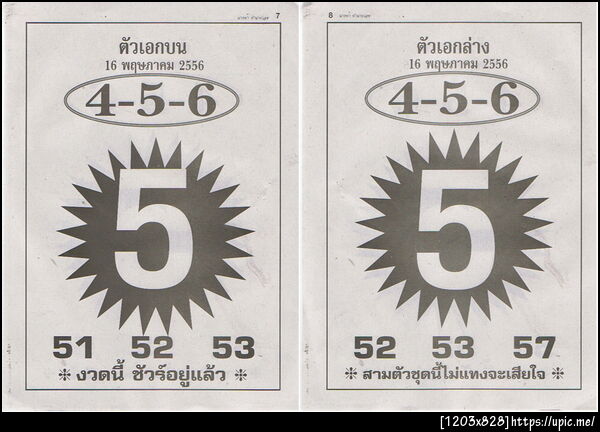 7
ตัวเอกบน
16 พฤษภาคม 2556
4-5-6
5
51 52 53
❉ งวดนี้ ชัวร์อยู่แล้ว ❉
8
ตัวเอกล่าง
16 พฤษภาคม 2556
4-5-6
5
52 53 57
❉ สามตัวชุดนี้ไม่แทงจะเสียใจ ❉
[1203x828]https://upic.me/